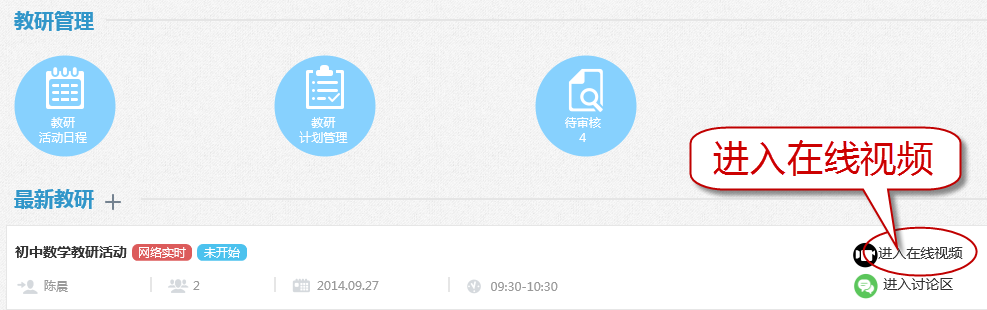 教研管理
教研
活动日程
教研
计划管理
待审核
4
进入在线视频
最新教研 +
初中数学教研活动 网络实时 未开始
进入在线视频
陈晨 2 2014.09.27 09:30-10:30
进入讨论区